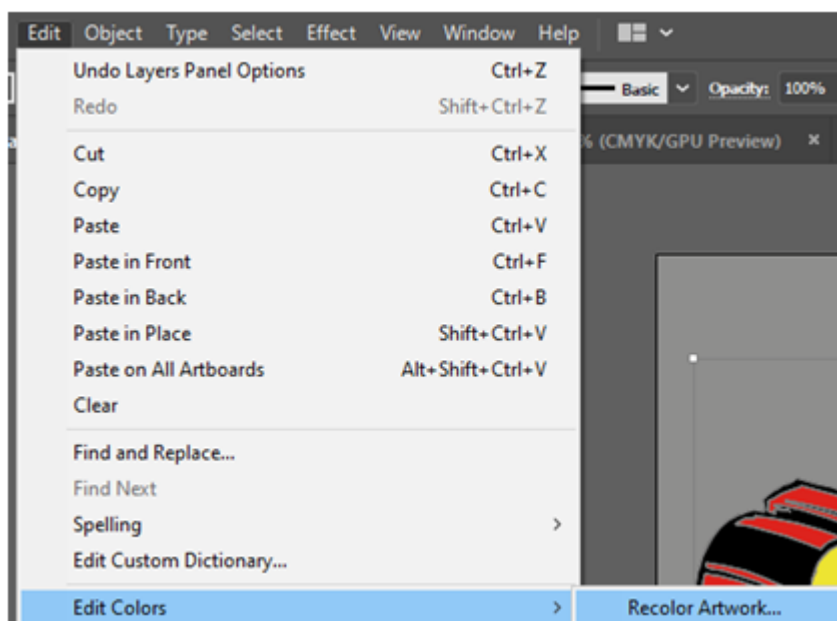 Edit Object Type Select Effect View Window Help
Undo Layers Panel Options Ctrl+Z
Basic Opacity: 100%
Redo Shift+Ctrl+Z
% (CMYK/GPU Preview) ×
Cut Ctrl+X
Copy Ctrl+C
Paste Ctrl+V
Paste in Front Ctrl+F
Paste in Back Ctrl+B
Paste in Place Shift+Ctrl+V
Paste on All Artboards Alt+Shift+Ctrl+V
Clear
Find and Replace...
Find Next
Spelling
Edit Custom Dictionary...
Edit Colors Recolor Artwork...